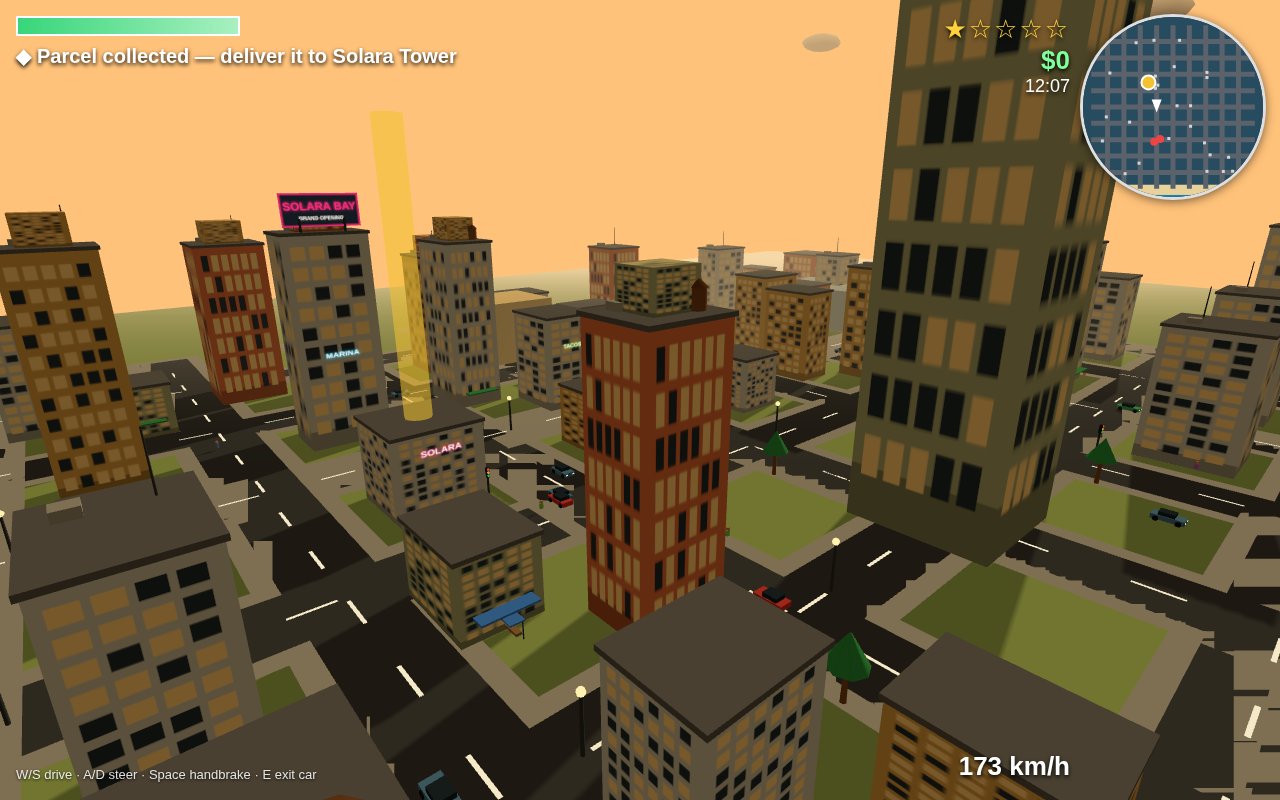 ◆ Parcel collected — deliver it to Solara Tower
★☆☆☆☆
$0
12:07
SOLARA BAY
GRAND OPENING
MARINA
TACOS
SOLARA
W/S drive · A/D steer · Space handbrake · E exit car
173 km/h